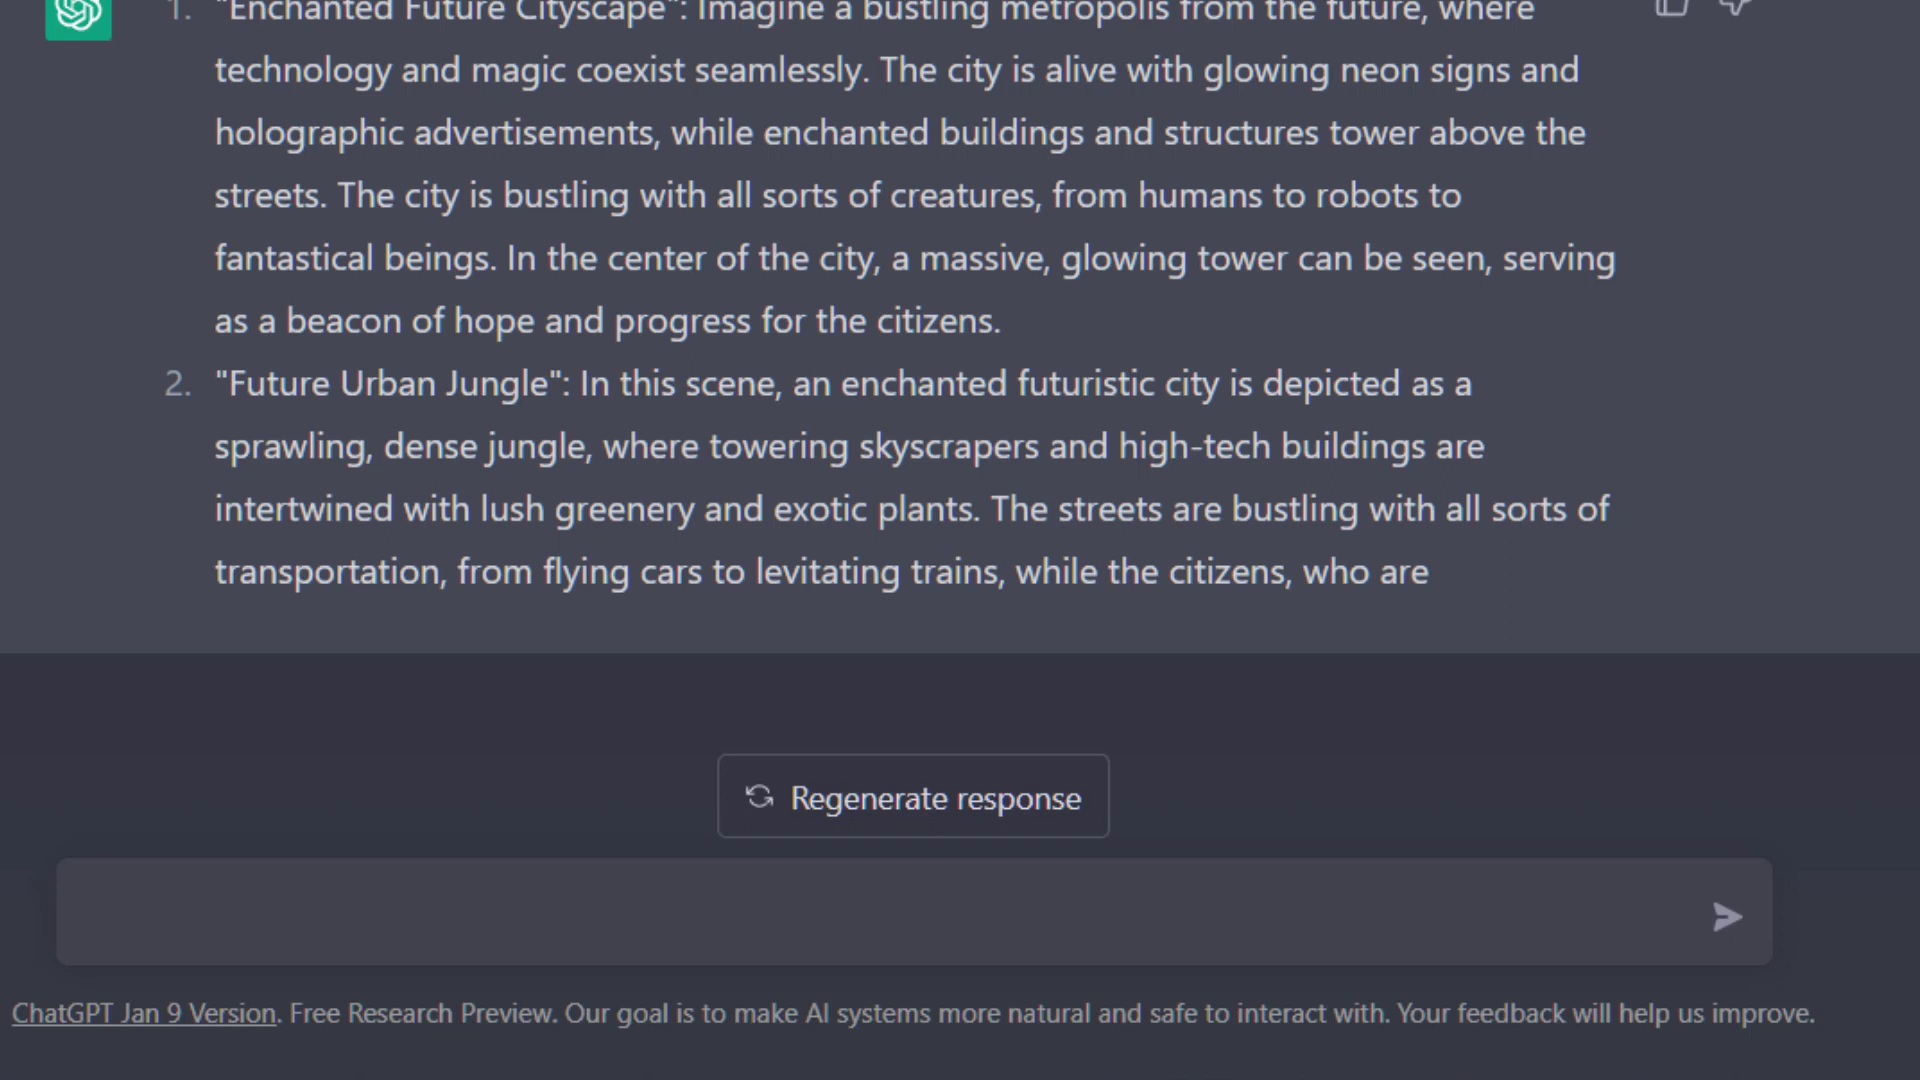 1. "Enchanted Future Cityscape": Imagine a bustling metropolis from the future, where
technology and magic coexist seamlessly. The city is alive with glowing neon signs and
holographic advertisements, while enchanted buildings and structures tower above the
streets. The city is bustling with all sorts of creatures, from humans to robots to
fantastical beings. In the center of the city, a massive, glowing tower can be seen, serving
as a beacon of hope and progress for the citizens.
2. "Future Urban Jungle": In this scene, an enchanted futuristic city is depicted as a
sprawling, dense jungle, where towering skyscrapers and high-tech buildings are
intertwined with lush greenery and exotic plants. The streets are bustling with all sorts of
transportation, from flying cars to levitating trains, while the citizens, who are
Regenerate response
ChatGPT Jan 9 Version. Free Research Preview. Our goal is to make AI systems more natural and safe to interact with. Your feedback will help us improve.